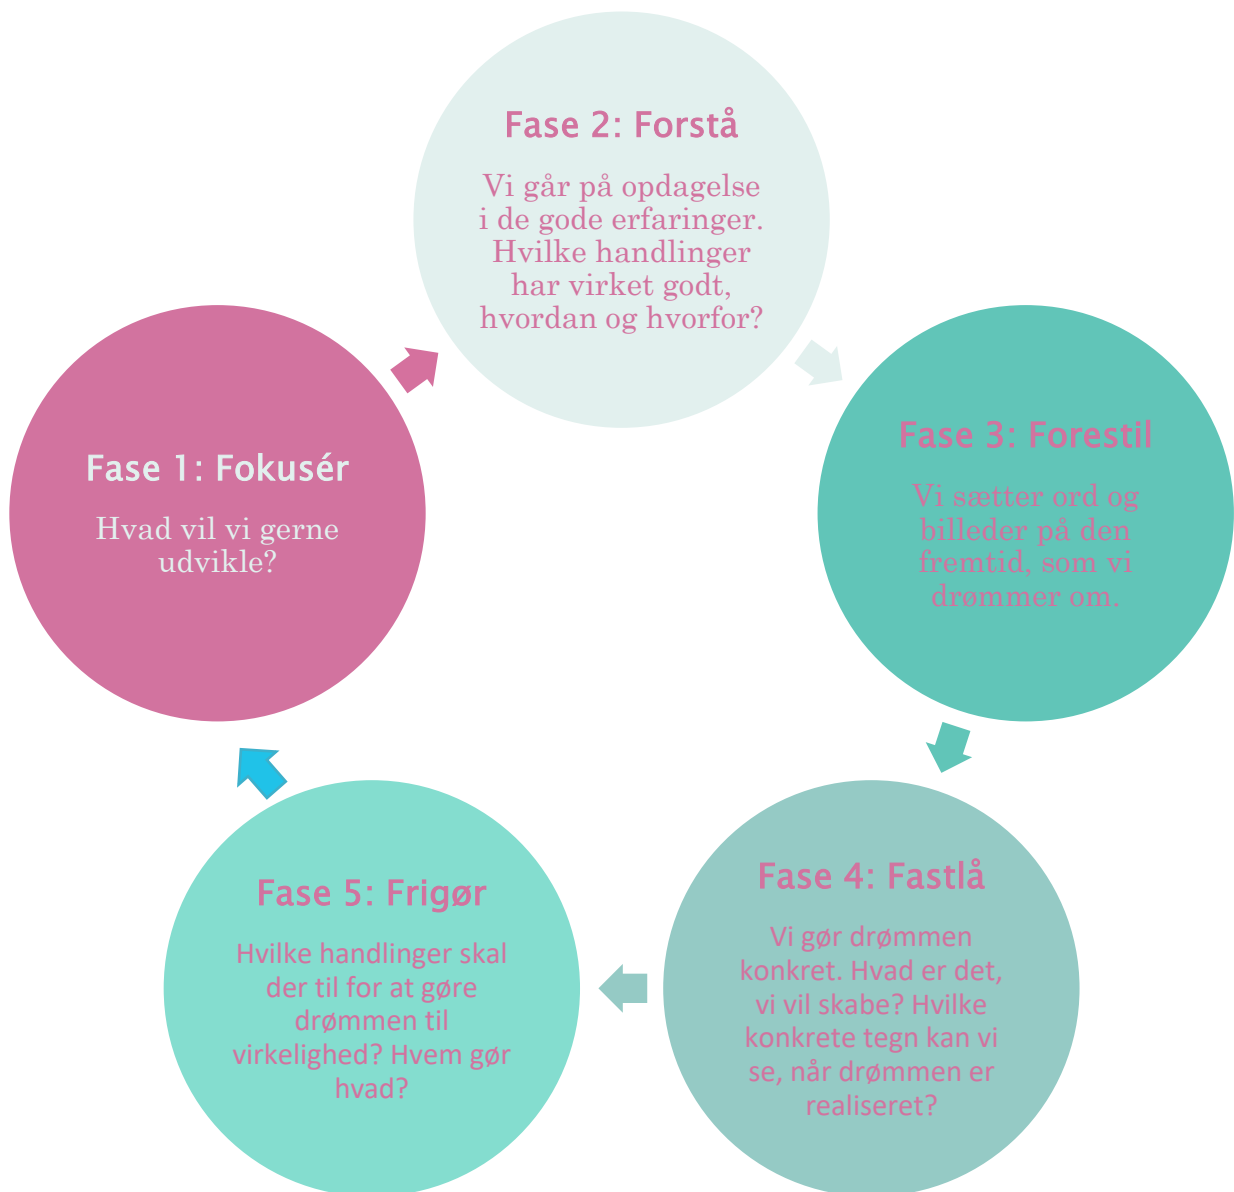 Fase 1: Fokusér
Hvad vil vi gerne
udvikle?
Fase 2: Forstå
Vi går på opdagelse
i de gode erfaringer.
Hvilke handlinger
har virket godt,
hvordan og hvorfor?
Fase 3: Forestil
Vi sætter ord og
billeder på den
fremtid, som vi
drømmer om.
Fase 4: Fastlå
Vi gør drømmen
konkret. Hvad er det,
vi vil skabe? Hvilke
konkrete tegn kan vi
se, når drømmen er
realiseret?
Fase 5: Frigør
Hvilke handlinger skal
der til for at gøre
drømmen til
virkelighed? Hvem gør
hvad?